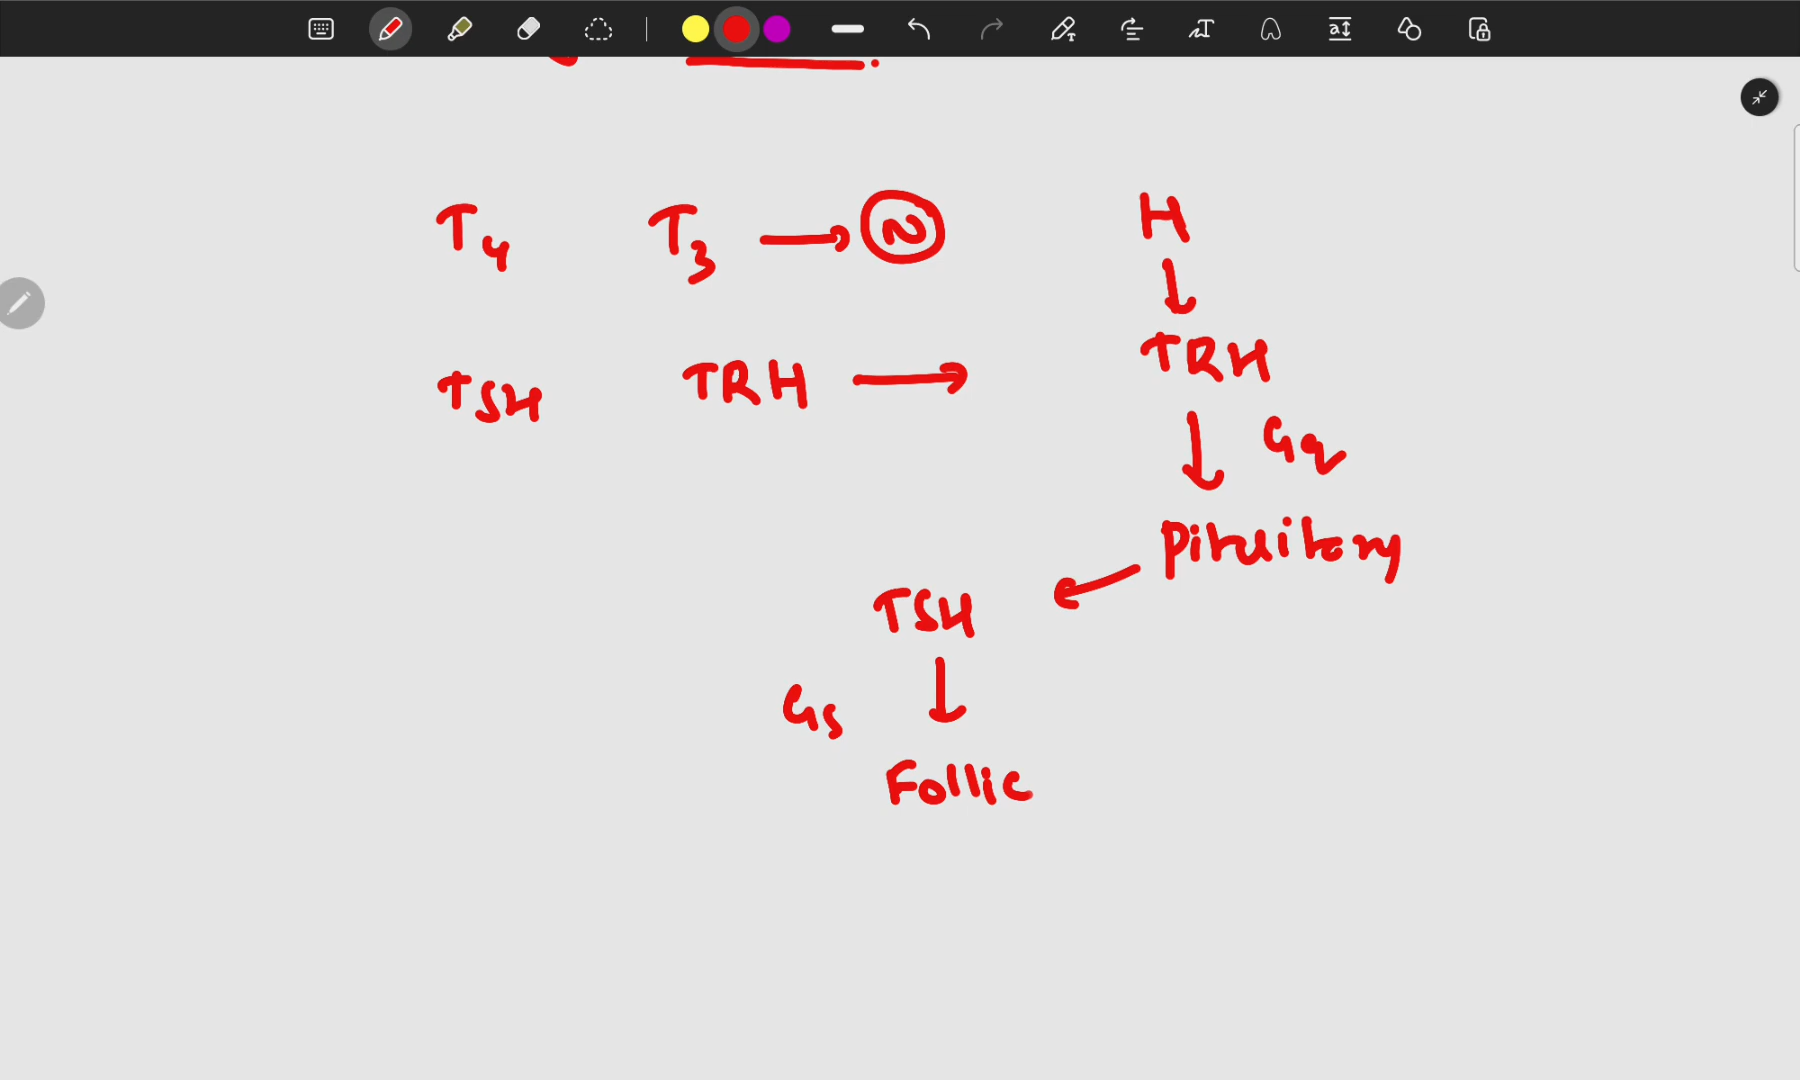 T4 T3 → N H
↓
TSH TRH → TRH
↓ Gq
Pituitary
TSH ←
Gs ↓
Follic